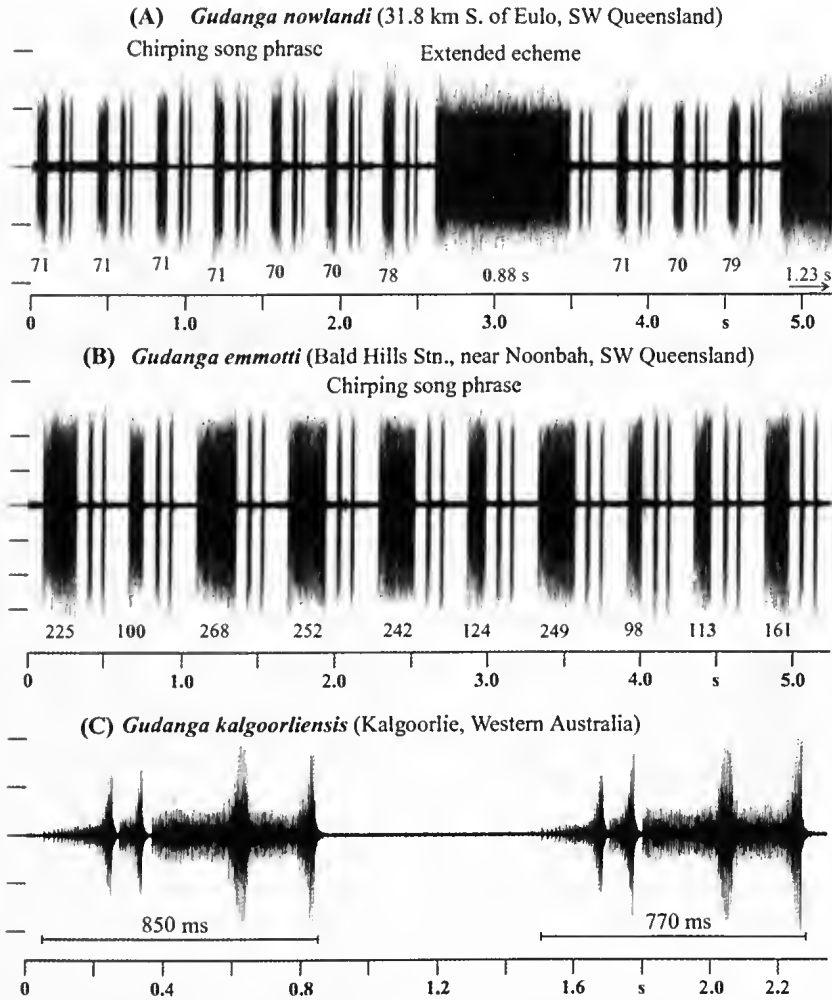 (A) Gudanga nowlandi (31.8 km S. of Eulo, SW Queensland)
Chirping song phrase Extended echeme
71 71 71 71 70 70 78 0.88 s 71 70 79 1.23 s
0 1.0 2.0 3.0 4.0 s 5.0
(B) Gudanga emmotti (Bald Hills Stn., near Noonbah, SW Queensland)
Chirping song phrase
225 100 268 252 242 124 249 98 113 161
0 1.0 2.0 3.0 4.0 s 5.0
(C) Gudanga kalgoorliensis (Kalgoorlie, Western Australia)
850 ms 770 ms
0 0.4 0.8 1.2 1.6 s 2.0 2.2